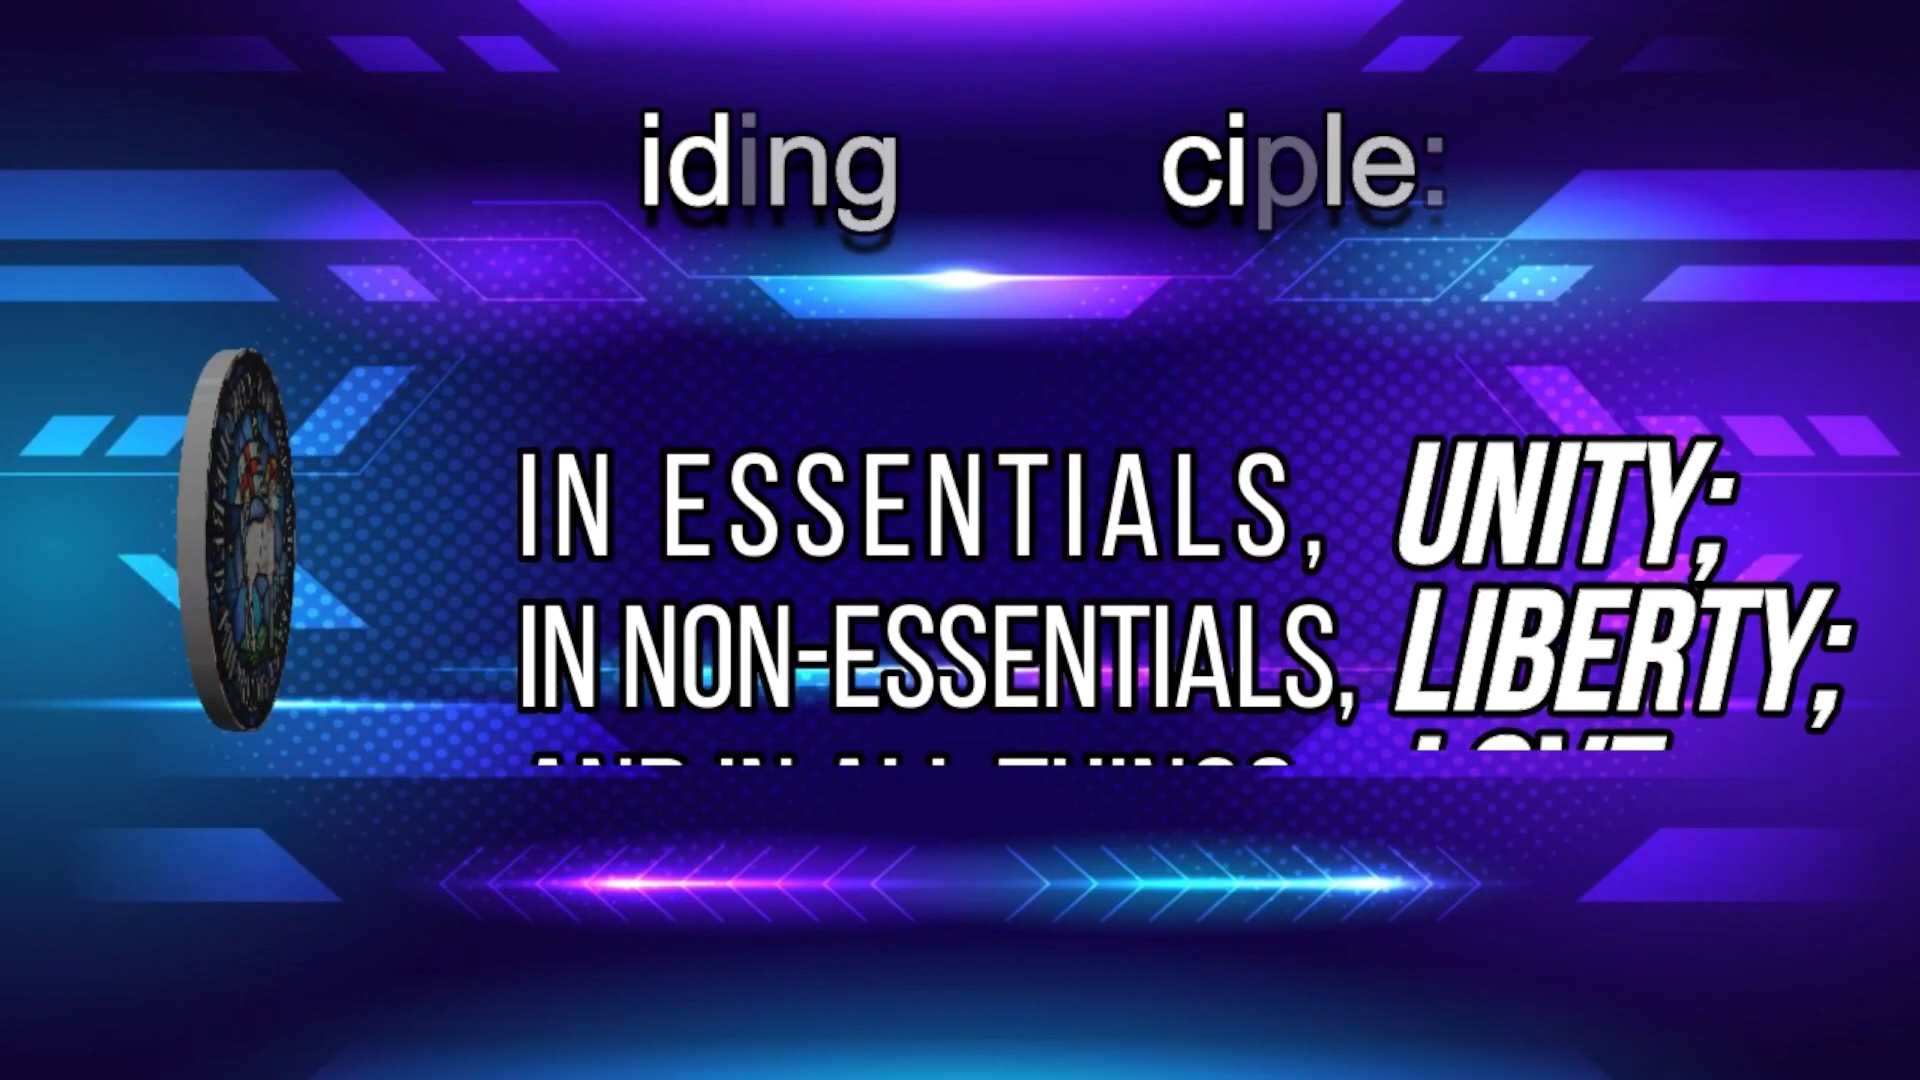 iding ciple:
IN ESSENTIALS, UNITY;
IN NON-ESSENTIALS, LIBERTY;